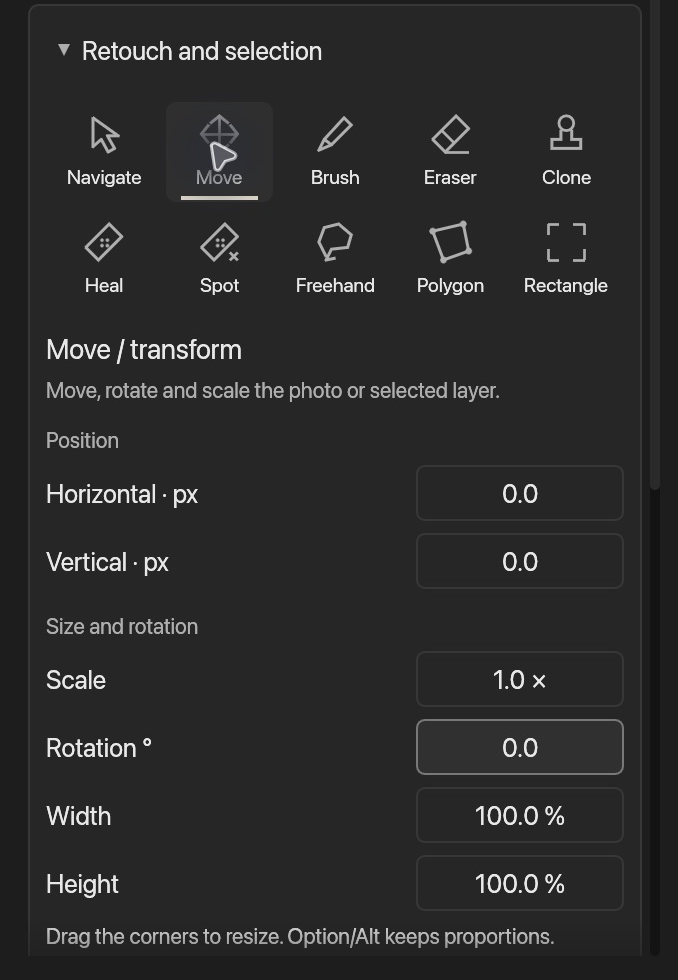 Retouch and selection
Navigate Move Brush Eraser Clone
Heal Spot Freehand Polygon Rectangle
Move / transform
Move, rotate and scale the photo or selected layer.
Position
Horizontal · px 0.0
Vertical · px 0.0
Size and rotation
Scale 1.0 ×
Rotation ° 0.0
Width 100.0 %
Height 100.0 %
Drag the corners to resize. Option/Alt keeps proportions.